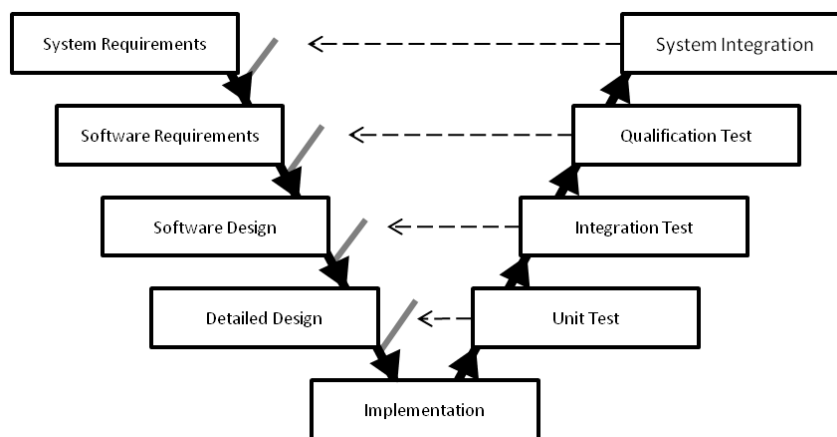 System Requirements
System Integration
Software Requirements
Qualification Test
Software Design
Integration Test
Detailed Design
Unit Test
Implementation